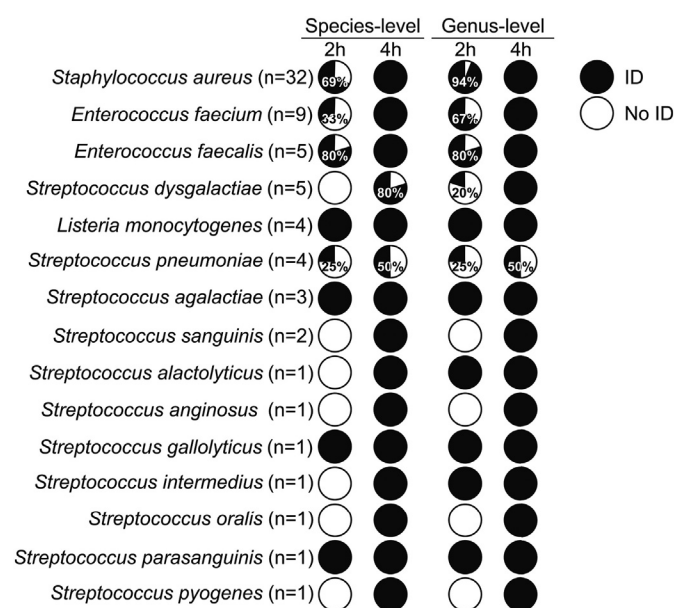 Species-level Genus-level
2h 4h 2h 4h
Staphylococcus aureus (n=32) 69% 94% ID
Enterococcus faecium (n=9) 33% 67% No ID
Enterococcus faecalis (n=5) 80% 80%
Streptococcus dysgalactiae (n=5) 80% 20%
Listeria monocytogenes (n=4)
Streptococcus pneumoniae (n=4) 25% 50% 25% 50%
Streptococcus agalactiae (n=3)
Streptococcus sanguinis (n=2)
Streptococcus alactolyticus (n=1)
Streptococcus anginosus (n=1)
Streptococcus gallolyticus (n=1)
Streptococcus intermedius (n=1)
Streptococcus oralis (n=1)
Streptococcus parasanguinis (n=1)
Streptococcus pyogenes (n=1)